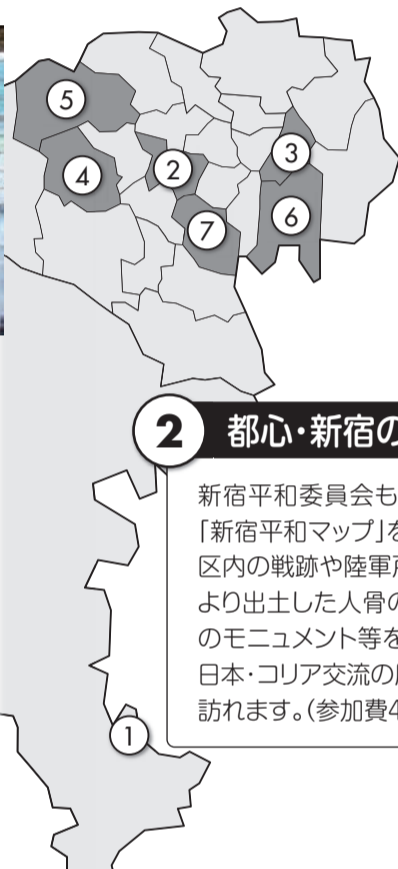 5
4
2
3
7
6
2 都心・新宿の
新宿平和委員会も
「新宿平和マップ」を
区内の戦跡や陸軍
より出土した人骨の
のモニュメント等を
日本・コリア交流の
訪れます。(参加費4
1